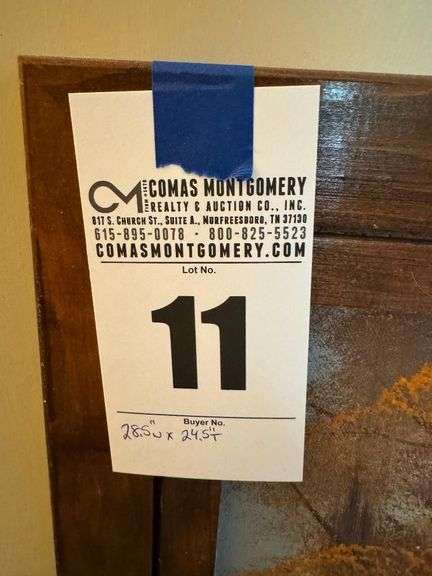 CM COMAS MONTGOMERY
REALTY & AUCTION CO., INC.
817 S. CHURCH ST., SUITE A., MURFREESBORO, TN 37130
615-895-0078 · 800-825-5523
COMASMONTGOMERY.COM
Lot No.
11
Buyer No.
28.5"W x 24.5"T